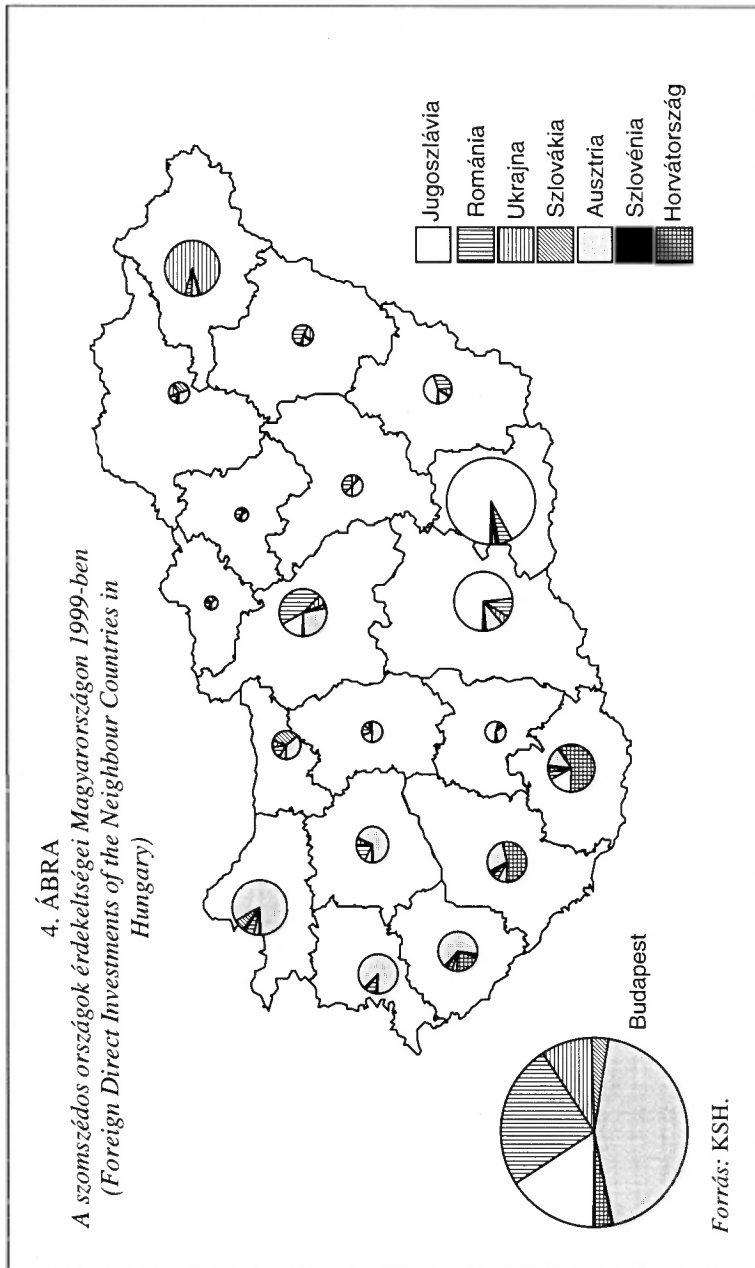 4. ÁBRA
A szomszédos országok érdekeltségei Magyarországon 1999-ben
(Foreign Direct Investments of the Neighbour Countries in
Hungary)
Jugoszlávia
Románia
Ukrajna
Szlovákia
Ausztria
Szlovénia
Horvátország
Budapest
Forrás: KSH.